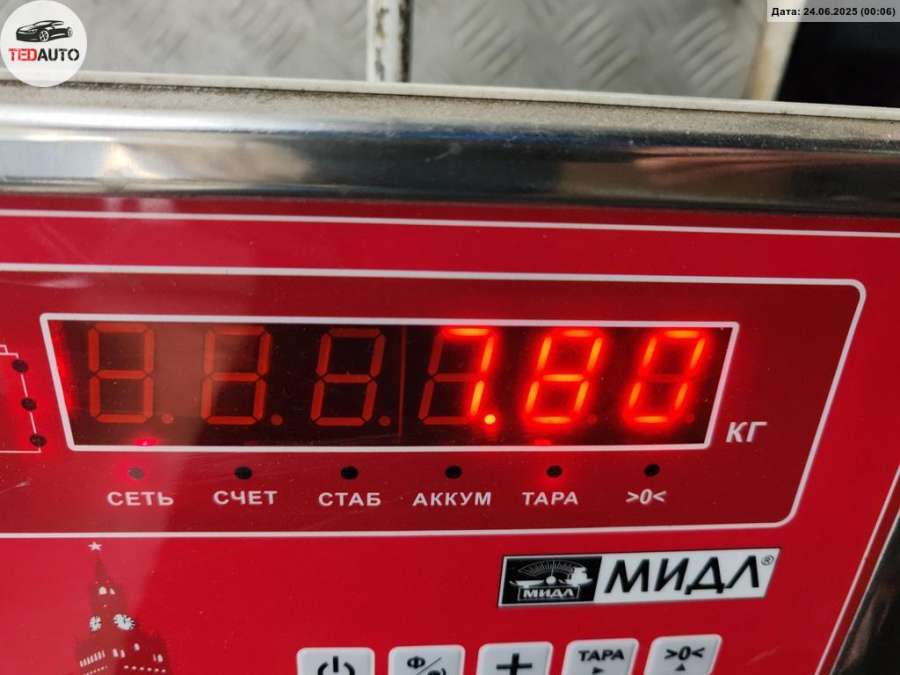 TEDAUTO
Дата: 24.06.2025 (00:06)
7.80
КГ
СЕТЬ СЧЕТ СТАБ АККУМ ТАРА >0<
МИДЛ МИДЛ®
Ф ТАРА >0<